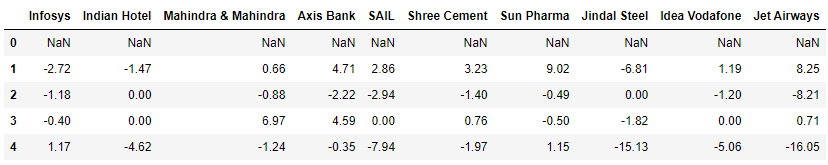 Infosys Indian Hotel Mahindra & Mahindra Axis Bank SAIL Shree Cement Sun Pharma Jindal Steel Idea Vodafone Jet Airways
0 NaN NaN NaN NaN NaN NaN NaN NaN NaN NaN
1 -2.72 -1.47 0.66 4.71 2.86 3.23 9.02 -6.81 1.19 8.25
2 -1.18 0.00 -0.88 -2.22 -2.94 -1.40 -0.49 0.00 -1.20 -8.21
3 -0.40 0.00 6.97 4.59 0.00 0.76 -0.50 -1.82 0.00 0.71
4 1.17 -4.62 -1.24 -0.35 -7.94 -1.97 1.15 -15.13 -5.06 -16.05